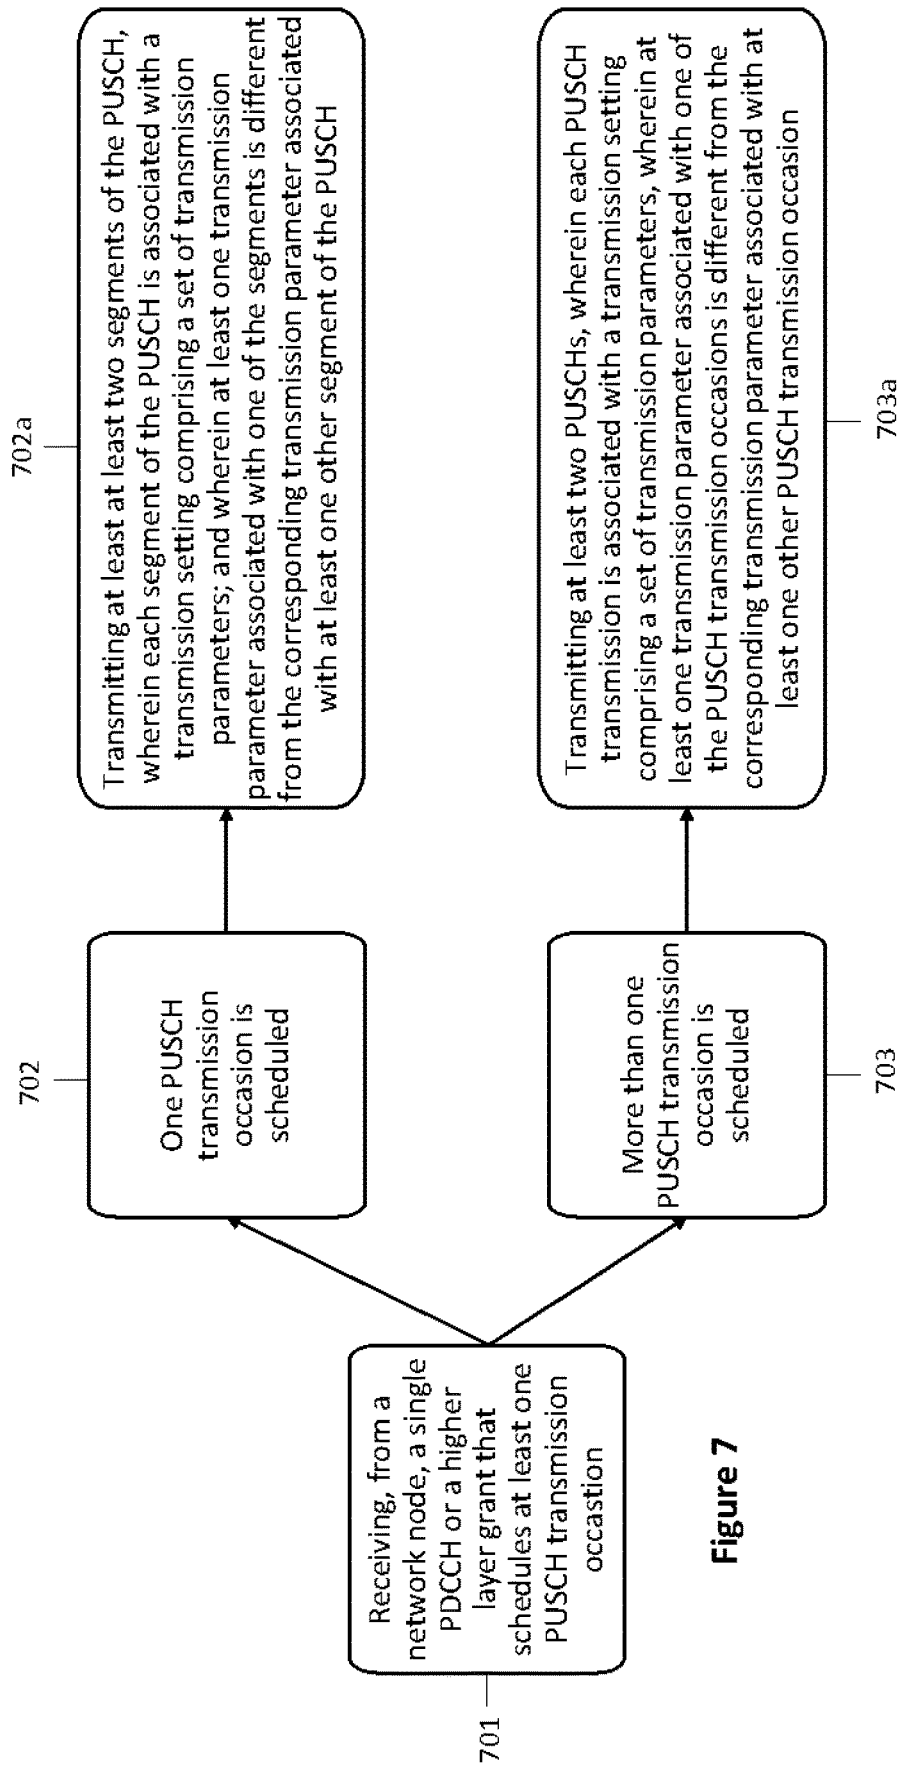 701
Receiving, from a
network node, a single
PDCCH or a higher
layer grant that
schedules at least one
PUSCH transmission
occastion
702
One PUSCH
transmission
occasion is
scheduled
702a
Transmitting at least at least two segments of the PUSCH,
wherein each segment of the PUSCH is associated with a
transmission setting comprising a set of transmission
parameters; and wherein at least one transmission
parameter associated with one of the segments is different
from the corresponding transmission parameter associated
with at least one other segment of the PUSCH
703
More than one
PUSCH transmission
occasion is
scheduled
703a
Transmitting at least two PUSCHs, wherein each PUSCH
transmission is associated with a transmission setting
comprising a set of transmission parameters, wherein at
least one transmission parameter associated with one of
the PUSCH transmission occasions is different from the
corresponding transmission parameter associated with at
least one other PUSCH transmission occasion
Figure 7